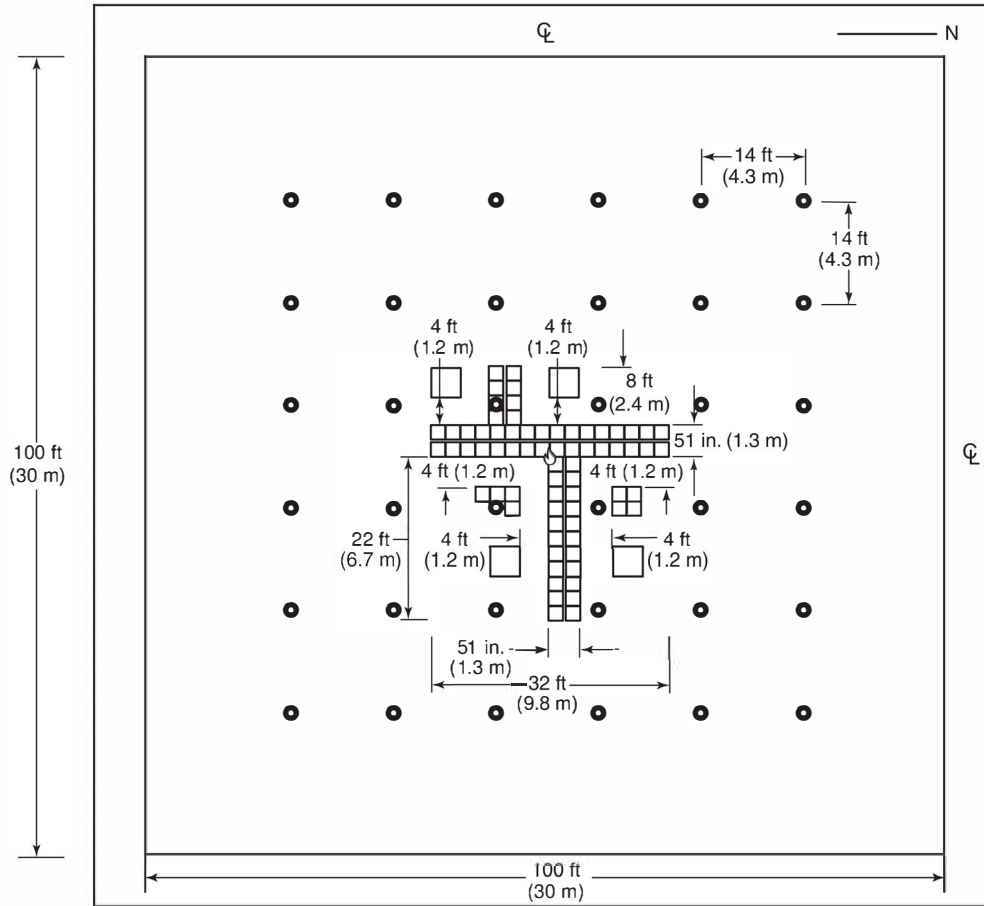 ℄
N
14 ft
(4.3 m)
14 ft
(4.3 m)
4 ft
(1.2 m)
4 ft
(1.2 m)
8 ft
(2.4 m)
51 in. (1.3 m)
100 ft
(30 m)
℄
4 ft (1.2 m)
4 ft (1.2 m)
22 ft
(6.7 m)
4 ft
(1.2 m)
4 ft
(1.2 m)
51 in.
(1.3 m)
32 ft
(9.8 m)
100 ft
(30 m)